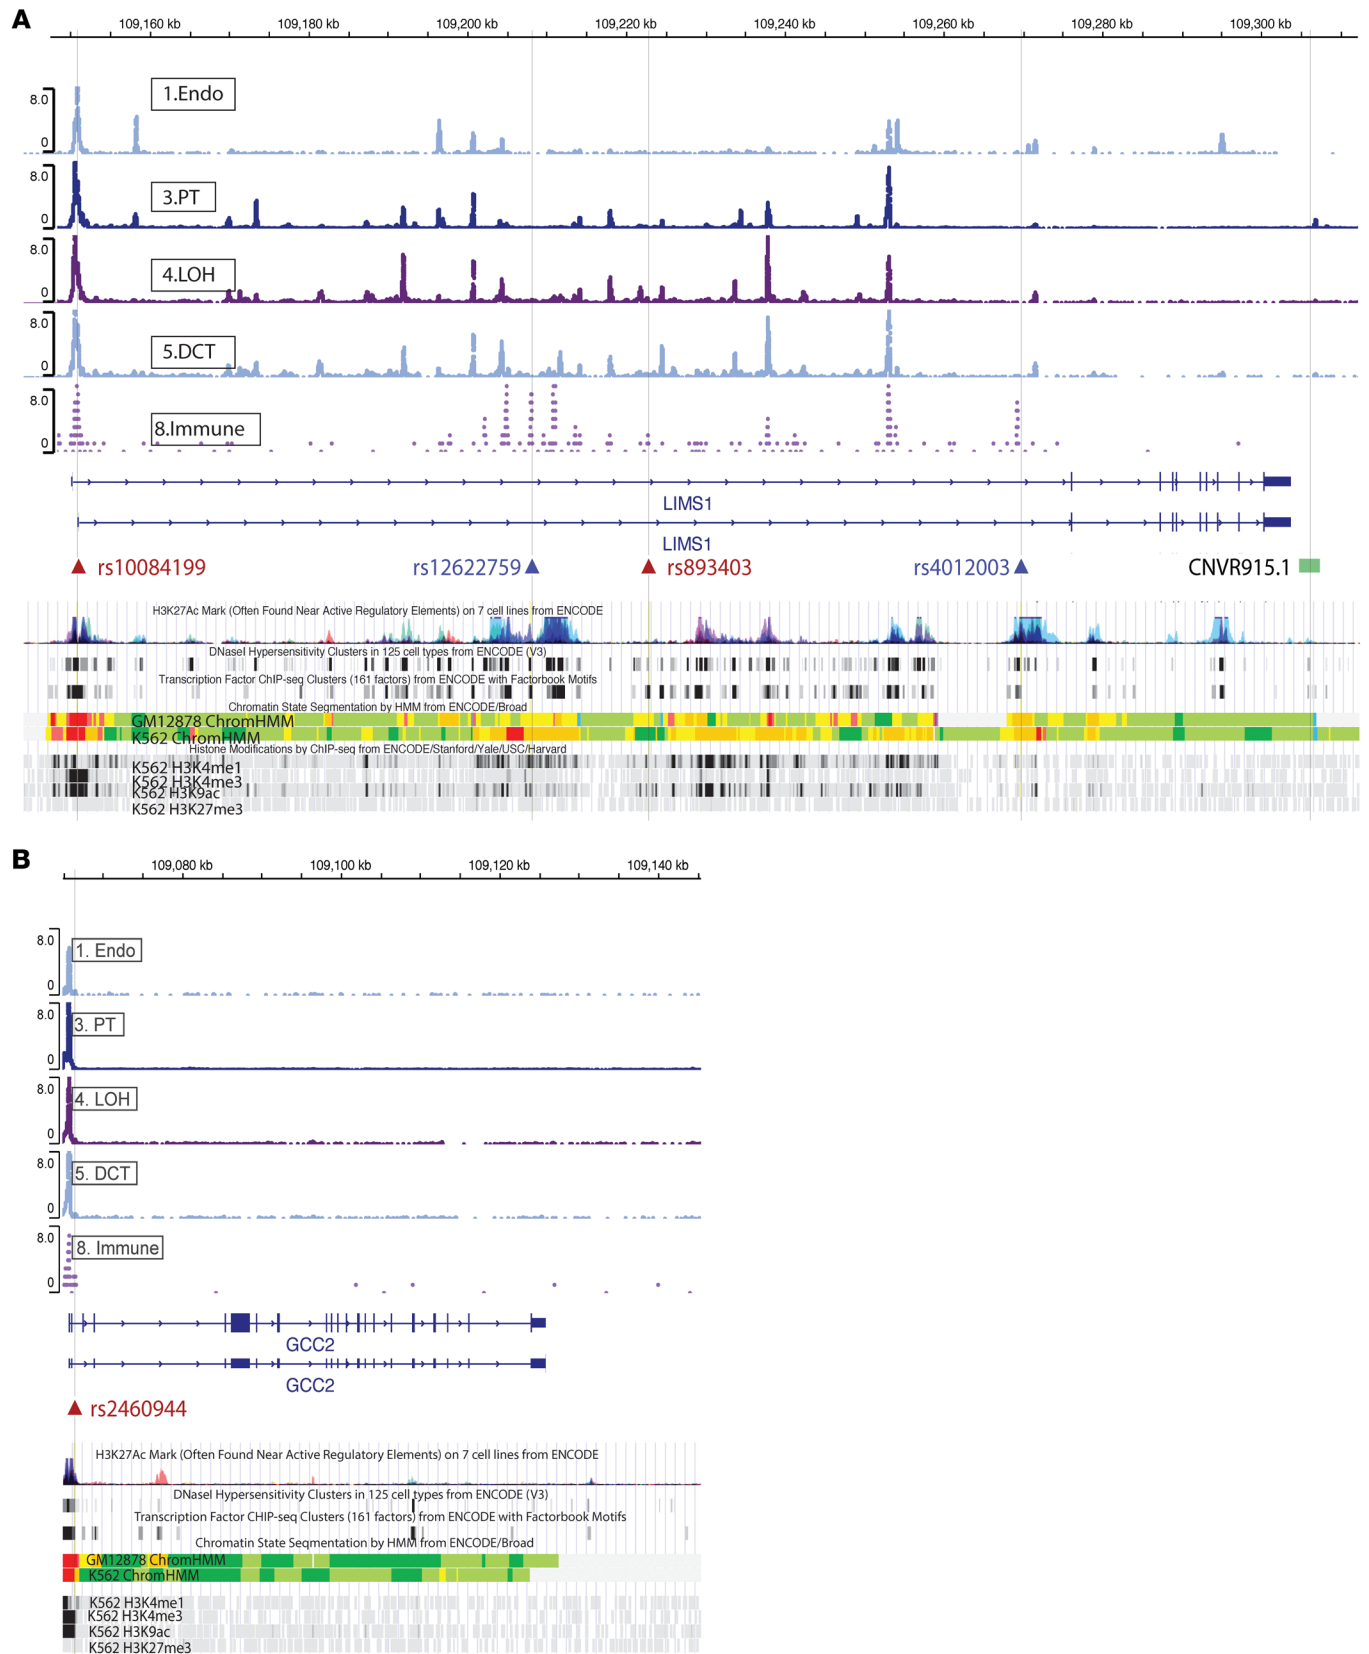 A
109,160 kb 109,180 kb 109,200 kb 109,220 kb 109,240 kb 109,260 kb 109,280 kb 109,300 kb
8.0
1.Endo
0
8.0
3.PT
0
8.0
4.LOH
0
8.0
5.DCT
0
8.0
8.Immune
0
LIMS1
LIMS1
rs10084199 rs12622759 rs893403 rs4012003 CNVR915.1
H3K27Ac Mark (Often Found Near Active Regulatory Elements) on 7 cell lines from ENCODE
DNaseI Hypersensitivity Clusters in 125 cell types from ENCODE (V3)
Transcription Factor ChIP-seq Clusters (161 factors) from ENCODE with Factorbook Motifs
Chromatin State Segmentation by HMM from ENCODE/Broad
GM12878 ChromHMM
K562 ChromHMM
Histone Modifications by ChIP-seq from ENCODE/Stanford/Yale/USC/Harvard
K562 H3K4me1
K562 H3K4me3
K562 H3K9ac
K562 H3K27me3
B
109,080 kb 109,100 kb 109,120 kb 109,140 kb
8.0
1. Endo
0
8.0
3. PT
0
8.0
4. LOH
0
8.0
5. DCT
0
8.0
8. Immune
0
GCC2
GCC2
rs2460944
H3K27Ac Mark (Often Found Near Active Regulatory Elements) on 7 cell lines from ENCODE
DNaseI Hypersensitivity Clusters in 125 cell types from ENCODE (V3)
Transcription Factor CHIP-seq Clusters (161 factors) from ENCODE with Factorbook Motifs
Chromatin State Seqmentation by HMM from ENCODE/Broad
GM12878 ChromHMM
K562 ChromHMM
K562 H3K4me1
K562 H3K4me3
K562 H3K9ac
K562 H3K27me3